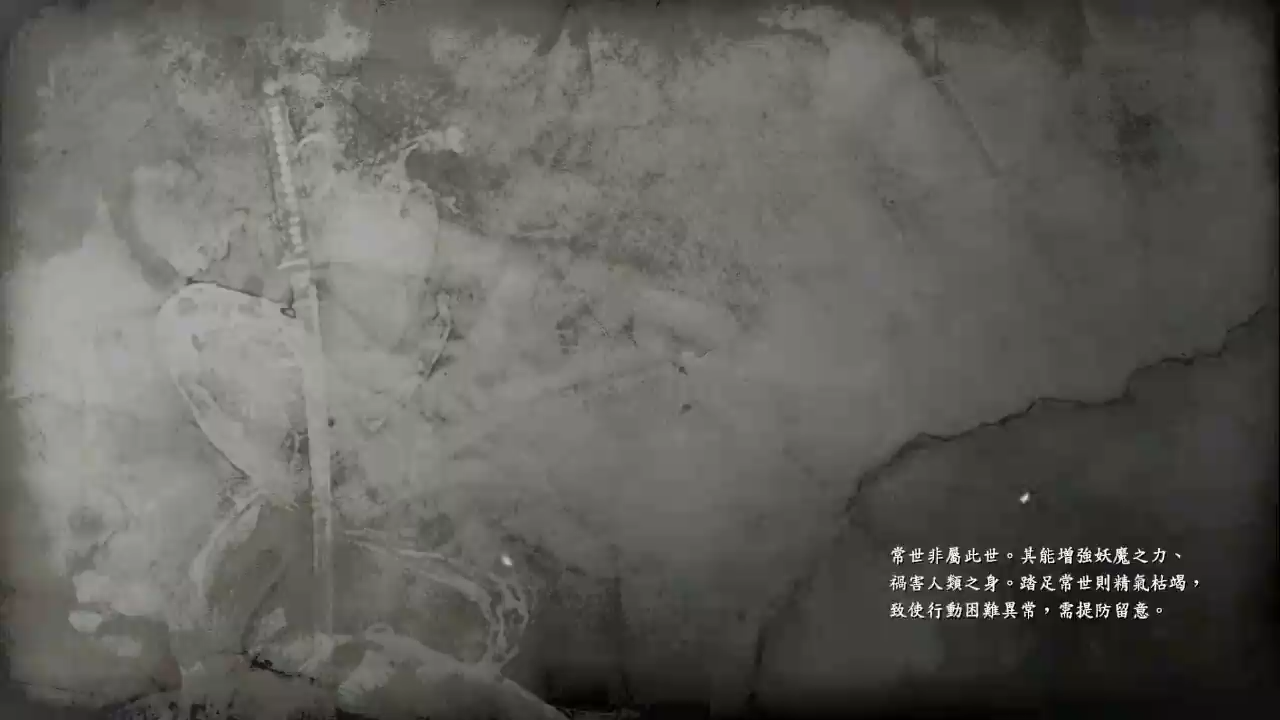 常世非屬此世。其能增強妖魔之力、
禍害人類之身。踏足常世則精氣枯竭，
致使行動困難異常，需提防留意。